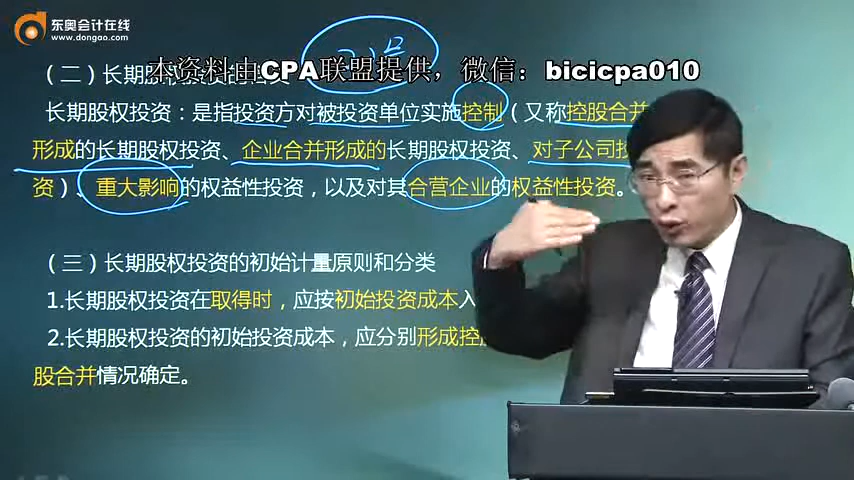 东奥会计在线
www.dongao.com
本资料由CPA联盟提供，微信：bicicpa010
（二）长期股权投资的
长期股权投资：是指投资方对被投资单位实施控制（又称控股合并
形成的长期股权投资、企业合并形成的长期股权投资、对子公司投
资）、重大影响的权益性投资，以及对其合营企业的权益性投资。
（三）长期股权投资的初始计量原则和分类
1.长期股权投资在取得时，应按初始投资成本入
2.长期股权投资的初始投资成本，应分别形成控
股合并情况确定。